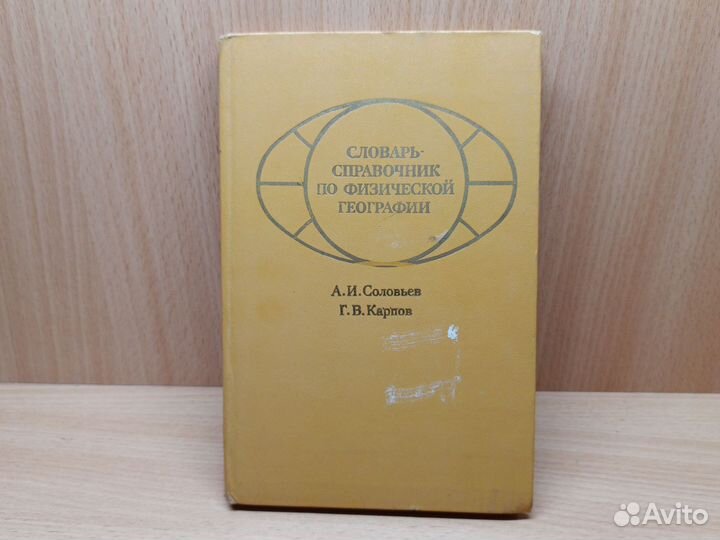 СЛОВАРЬ-
СПРАВОЧНИК
ПО ФИЗИЧЕСКОЙ
ГЕОГРАФИИ
А. И. Соловьев
Г. В. Карпов
Avito